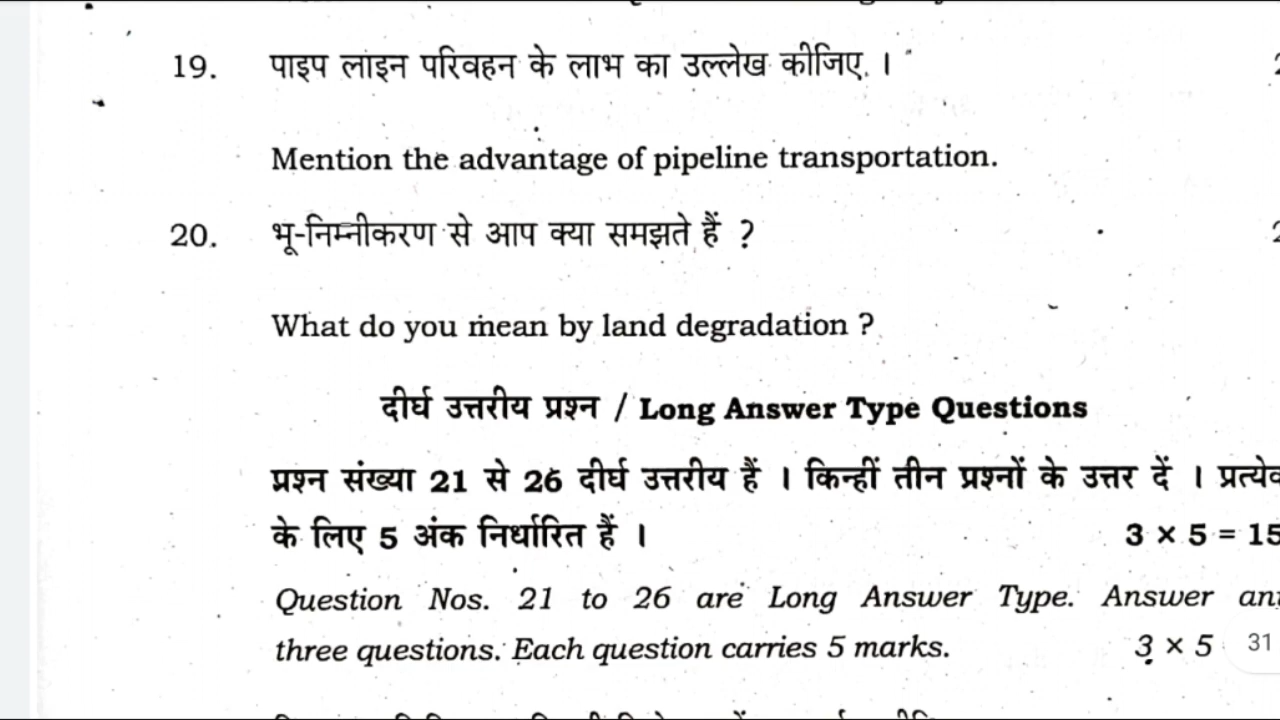 19. पाइप लाइन परिवहन के लाभ का उल्लेख कीजिए ।
Mention the advantage of pipeline transportation.
20. भू-निम्नीकरण से आप क्या समझते हैं ?
What do you mean by land degradation ?
दीर्घ उत्तरीय प्रश्न / Long Answer Type Questions
प्रश्न संख्या 21 से 26 दीर्घ उत्तरीय हैं । किन्हीं तीन प्रश्नों के उत्तर दें ।
के लिए 5 अंक निर्धारित हैं । 3 × 5 = 15
Question Nos. 21 to 26 are Long Answer Type. Answer
three questions. Each question carries 5 marks. 3 × 5
31